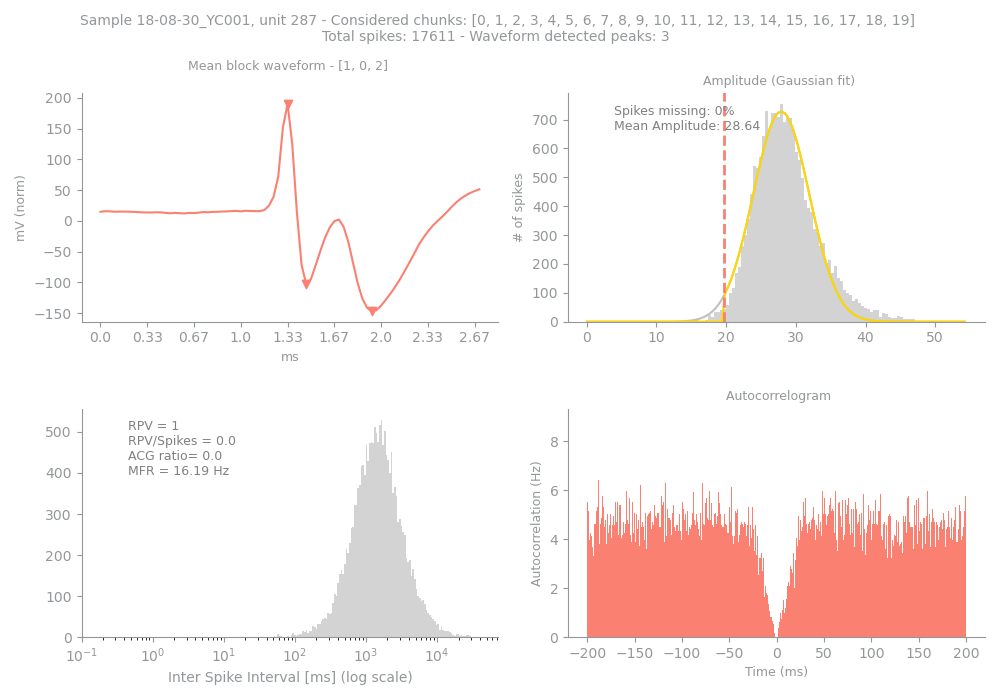 Sample 18-08-30_YC001, unit 287 - Considered chunks: [0, 1, 2, 3, 4, 5, 6, 7, 8, 9, 10, 11, 12, 13, 14, 15, 16, 17, 18, 19]
Total spikes: 17611 - Waveform detected peaks: 3
Mean block waveform - [1, 0, 2]
200
150
100
50
0
−50
−100
−150
mV (norm)
0.0 0.33 0.67 1.0 1.33 1.67 2.0 2.33 2.67
ms
Amplitude (Gaussian fit)
Spikes missing: 0%
Mean Amplitude: 28.64
700
600
500
400
300
200
100
0
# of spikes
0 10 20 30 40 50
RPV = 1
RPV/Spikes = 0.0
ACG ratio= 0.0
MFR = 16.19 Hz
500
400
300
200
100
0
10⁻¹ 10⁰ 10¹ 10² 10³ 10⁴
Inter Spike Interval [ms] (log scale)
Autocorrelogram
8
6
4
2
0
Autocorrelation (Hz)
−200 −150 −100 −50 0 50 100 150 200
Time (ms)